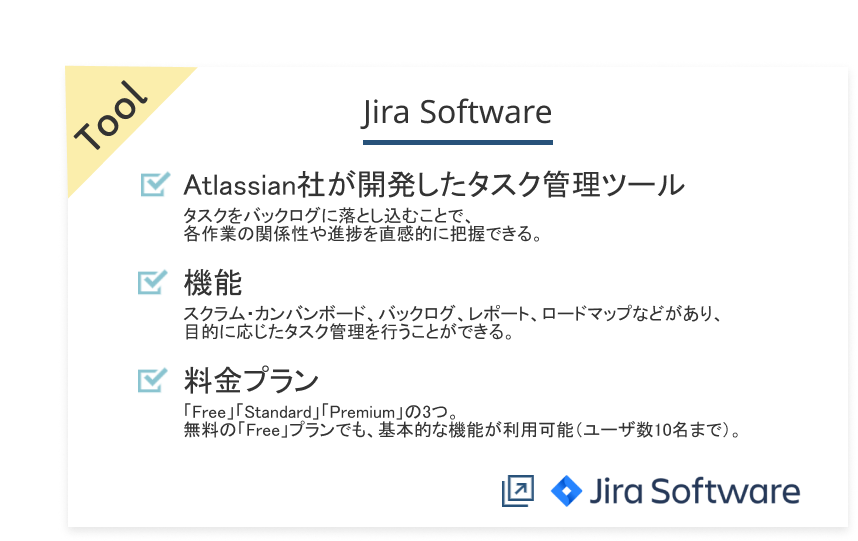 Tool
Jira Software
Atlassian社が開発したタスク管理ツール
タスクをバックログに落とし込むことで、
各作業の関係性や進捗を直感的に把握できる。
機能
スクラム・カンバンボード、バックログ、レポート、ロードマップなどがあり、
目的に応じたタスク管理を行うことができる。
料金プラン
「Free」「Standard」「Premium」の3つ。
無料の「Free」プランでも、基本的な機能が利用可能（ユーザ数10名まで）。
Jira Software